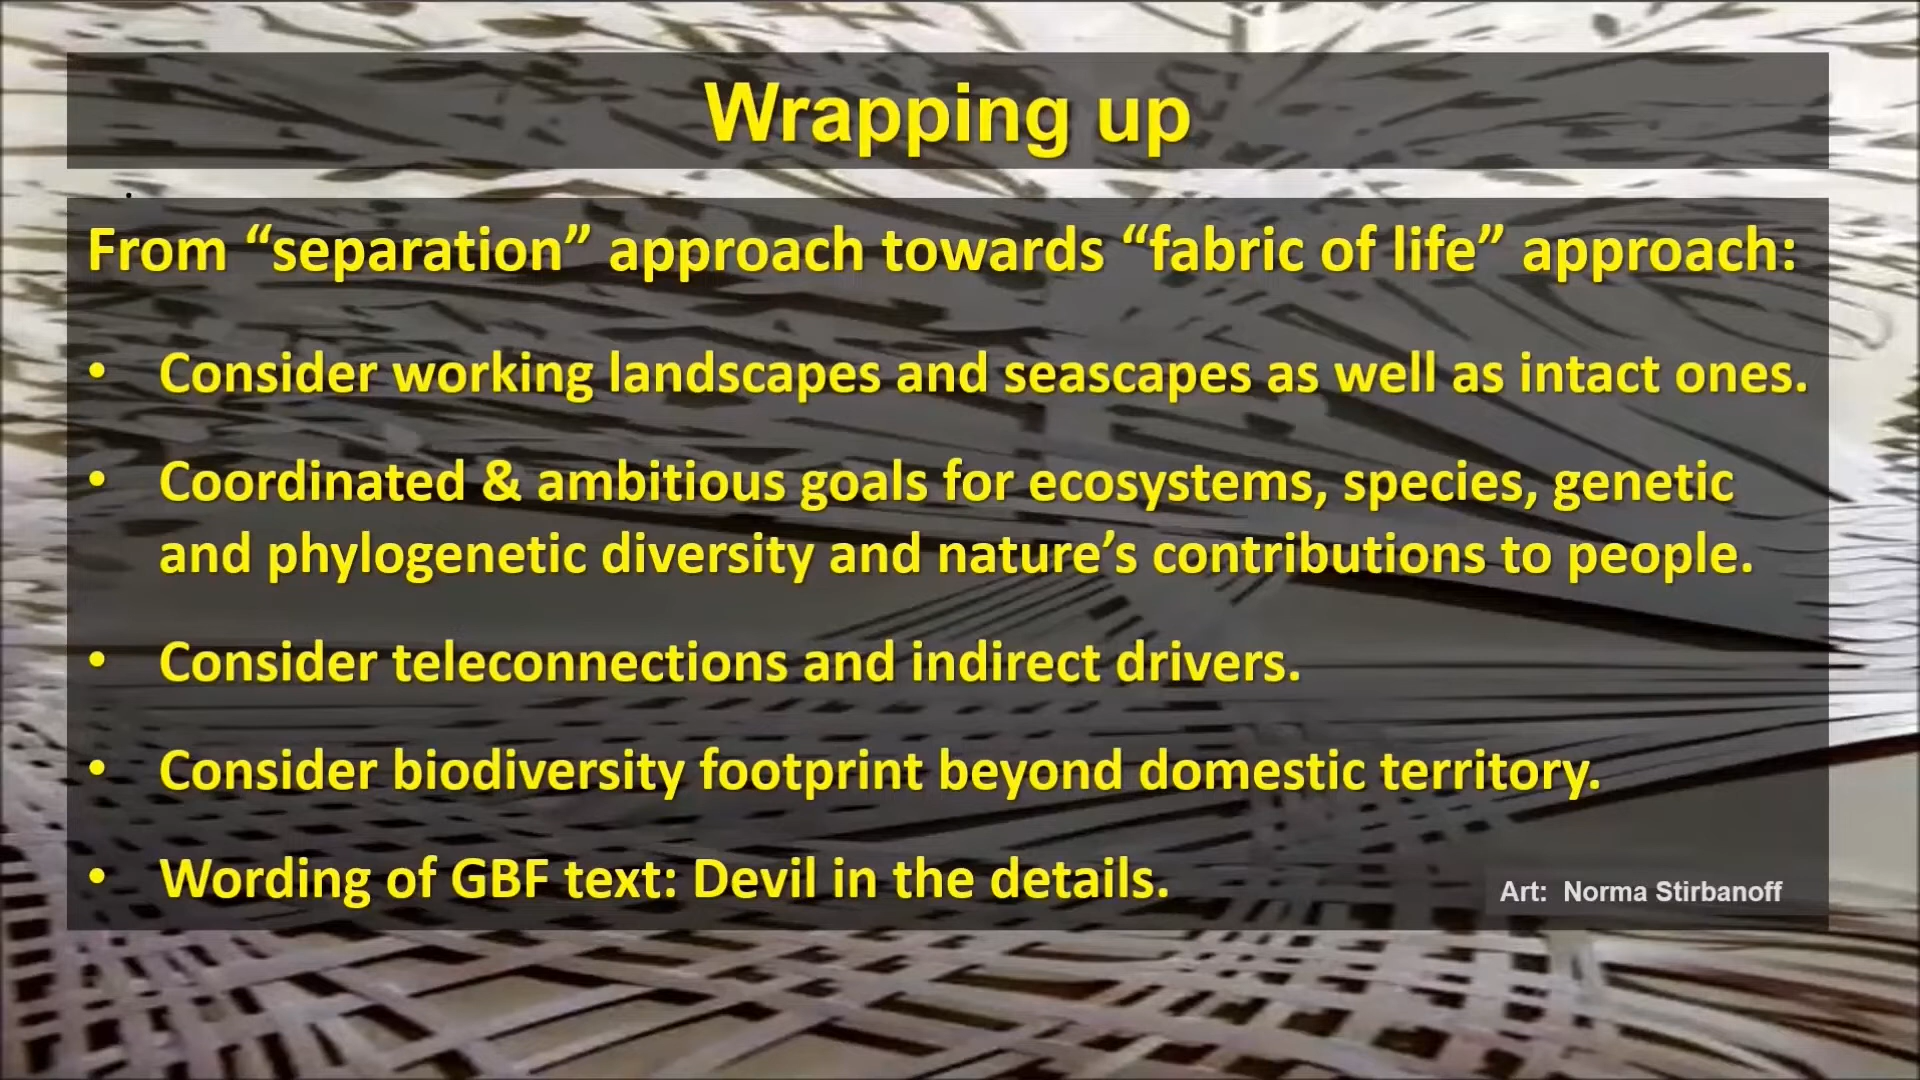 Wrapping up
.
From “separation” approach towards “fabric of life” approach:
• Consider working landscapes and seascapes as well as intact ones.
• Coordinated & ambitious goals for ecosystems, species, genetic
and phylogenetic diversity and nature’s contributions to people.
• Consider teleconnections and indirect drivers.
• Consider biodiversity footprint beyond domestic territory.
• Wording of GBF text: Devil in the details.
Art: Norma Stirbanoff